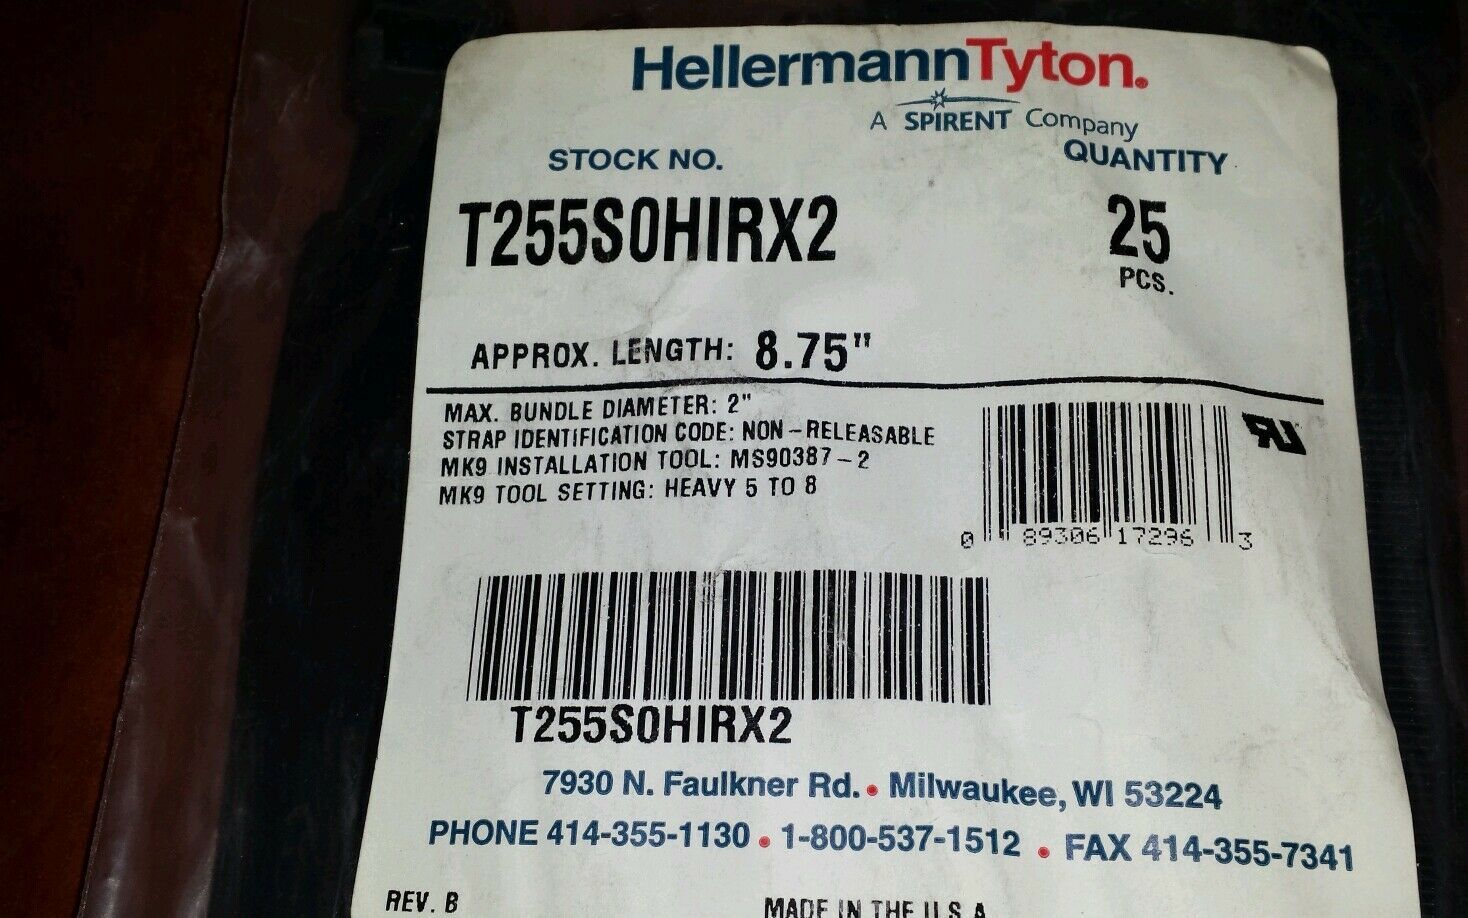 HellermannTyton.
A SPIRENT Company
STOCK NO.
QUANTITY
T255S0HIRX2
25
PCS.
APPROX. LENGTH: 8.75"
MAX. BUNDLE DIAMETER: 2"
STRAP IDENTIFICATION CODE: NON-RELEASABLE
MK9 INSTALLATION TOOL: MS90387-2
MK9 TOOL SETTING: HEAVY 5 TO 8
RU
0 89306 17296 3
T255S0HIRX2
7930 N. Faulkner Rd. • Milwaukee, WI 53224
PHONE 414-355-1130 • 1-800-537-1512 • FAX 414-355-7341
REV. B
MADE IN THE U.S.A